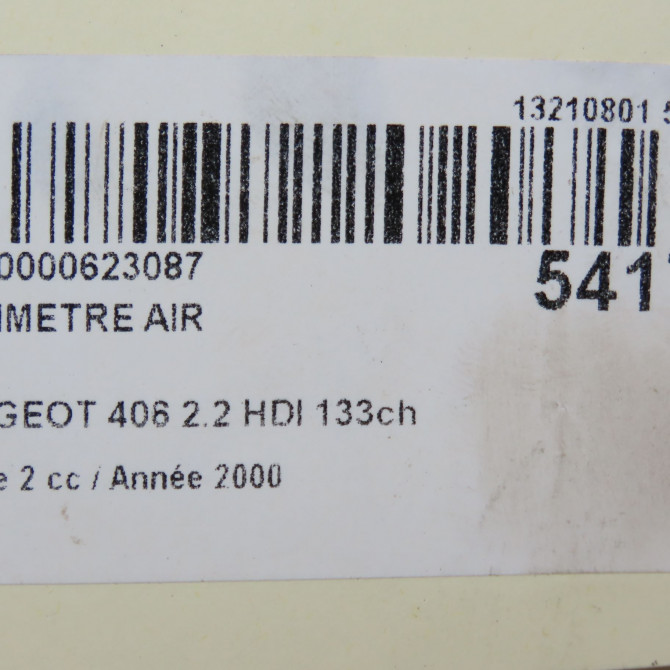 13210801 5
0000623087
541
IMETRE AIR
GEOT 406 2.2 HDI 133ch
e 2 cc / Année 2000